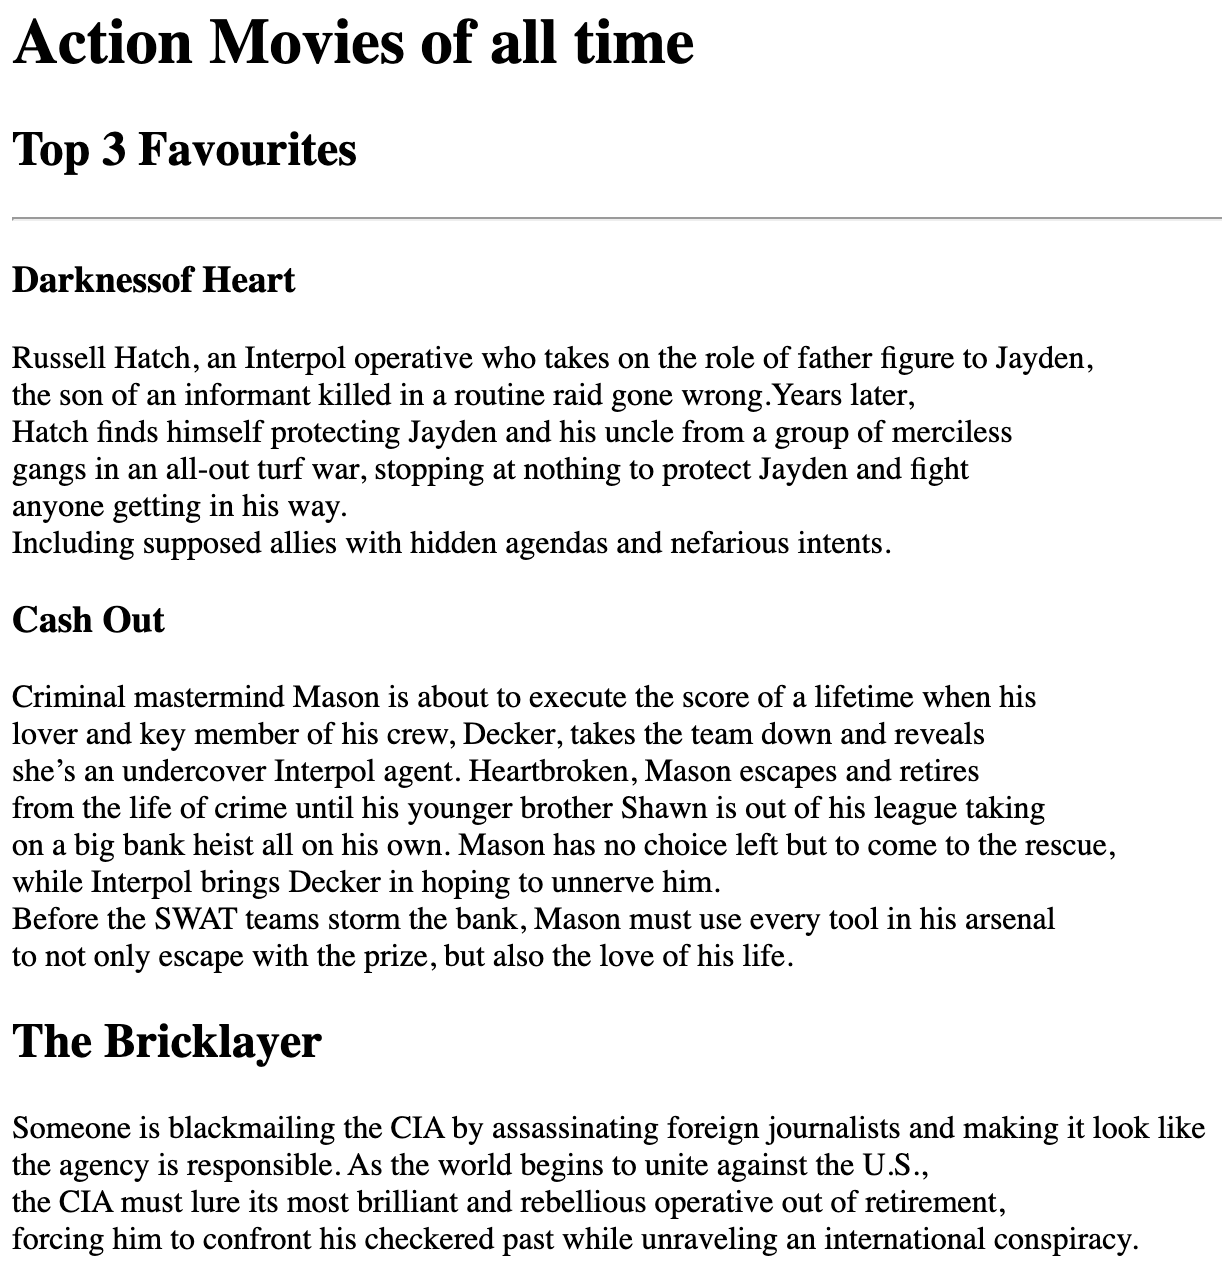 Action Movies of all time
Top 3 Favourites
Darknessof Heart
Russell Hatch, an Interpol operative who takes on the role of father figure to Jayden,
the son of an informant killed in a routine raid gone wrong.Years later,
Hatch finds himself protecting Jayden and his uncle from a group of merciless
gangs in an all-out turf war, stopping at nothing to protect Jayden and fight
anyone getting in his way.
Including supposed allies with hidden agendas and nefarious intents.
Cash Out
Criminal mastermind Mason is about to execute the score of a lifetime when his
lover and key member of his crew, Decker, takes the team down and reveals
she’s an undercover Interpol agent. Heartbroken, Mason escapes and retires
from the life of crime until his younger brother Shawn is out of his league taking
on a big bank heist all on his own. Mason has no choice left but to come to the rescue,
while Interpol brings Decker in hoping to unnerve him.
Before the SWAT teams storm the bank, Mason must use every tool in his arsenal
to not only escape with the prize, but also the love of his life.
The Bricklayer
Someone is blackmailing the CIA by assassinating foreign journalists and making it look like
the agency is responsible. As the world begins to unite against the U.S.,
the CIA must lure its most brilliant and rebellious operative out of retirement,
forcing him to confront his checkered past while unraveling an international conspiracy.